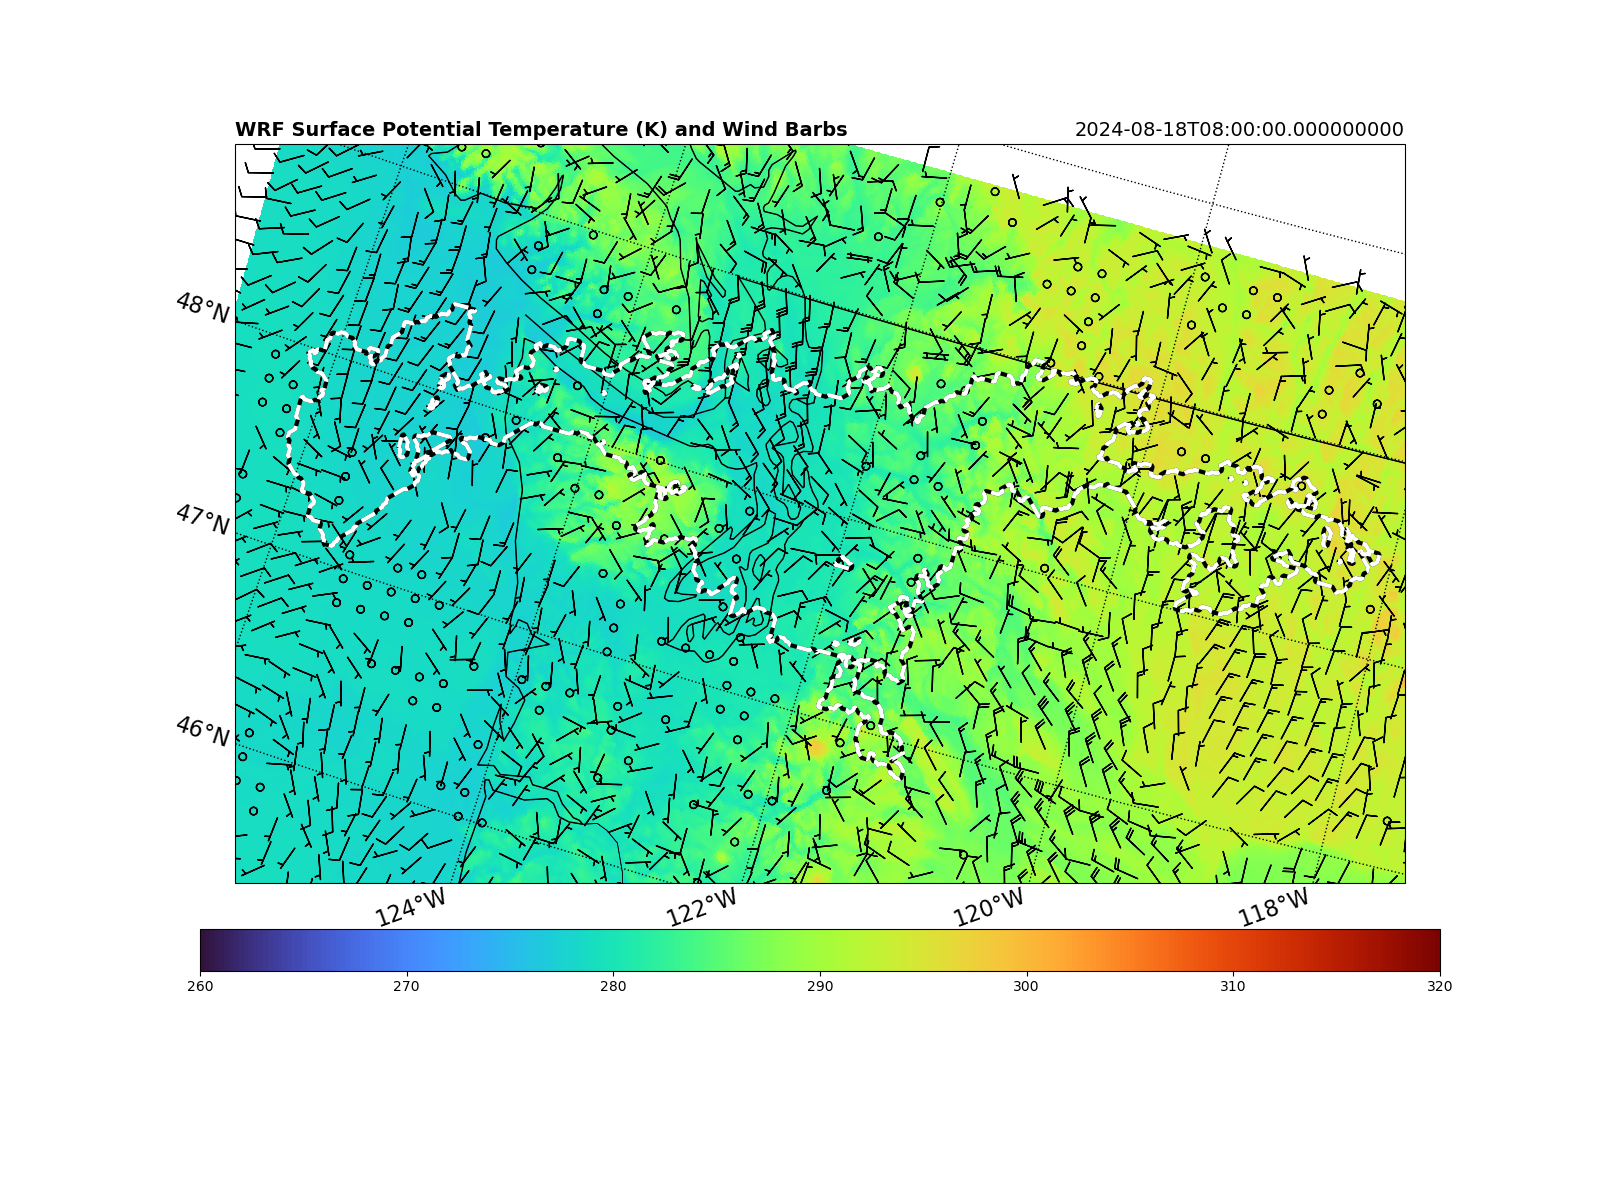 WRF Surface Potential Temperature (K) and Wind Barbs
2024-08-18T08:00:00.000000000
48°N
47°N
46°N
124°W
122°W
120°W
118°W
260
270
280
290
300
310
320